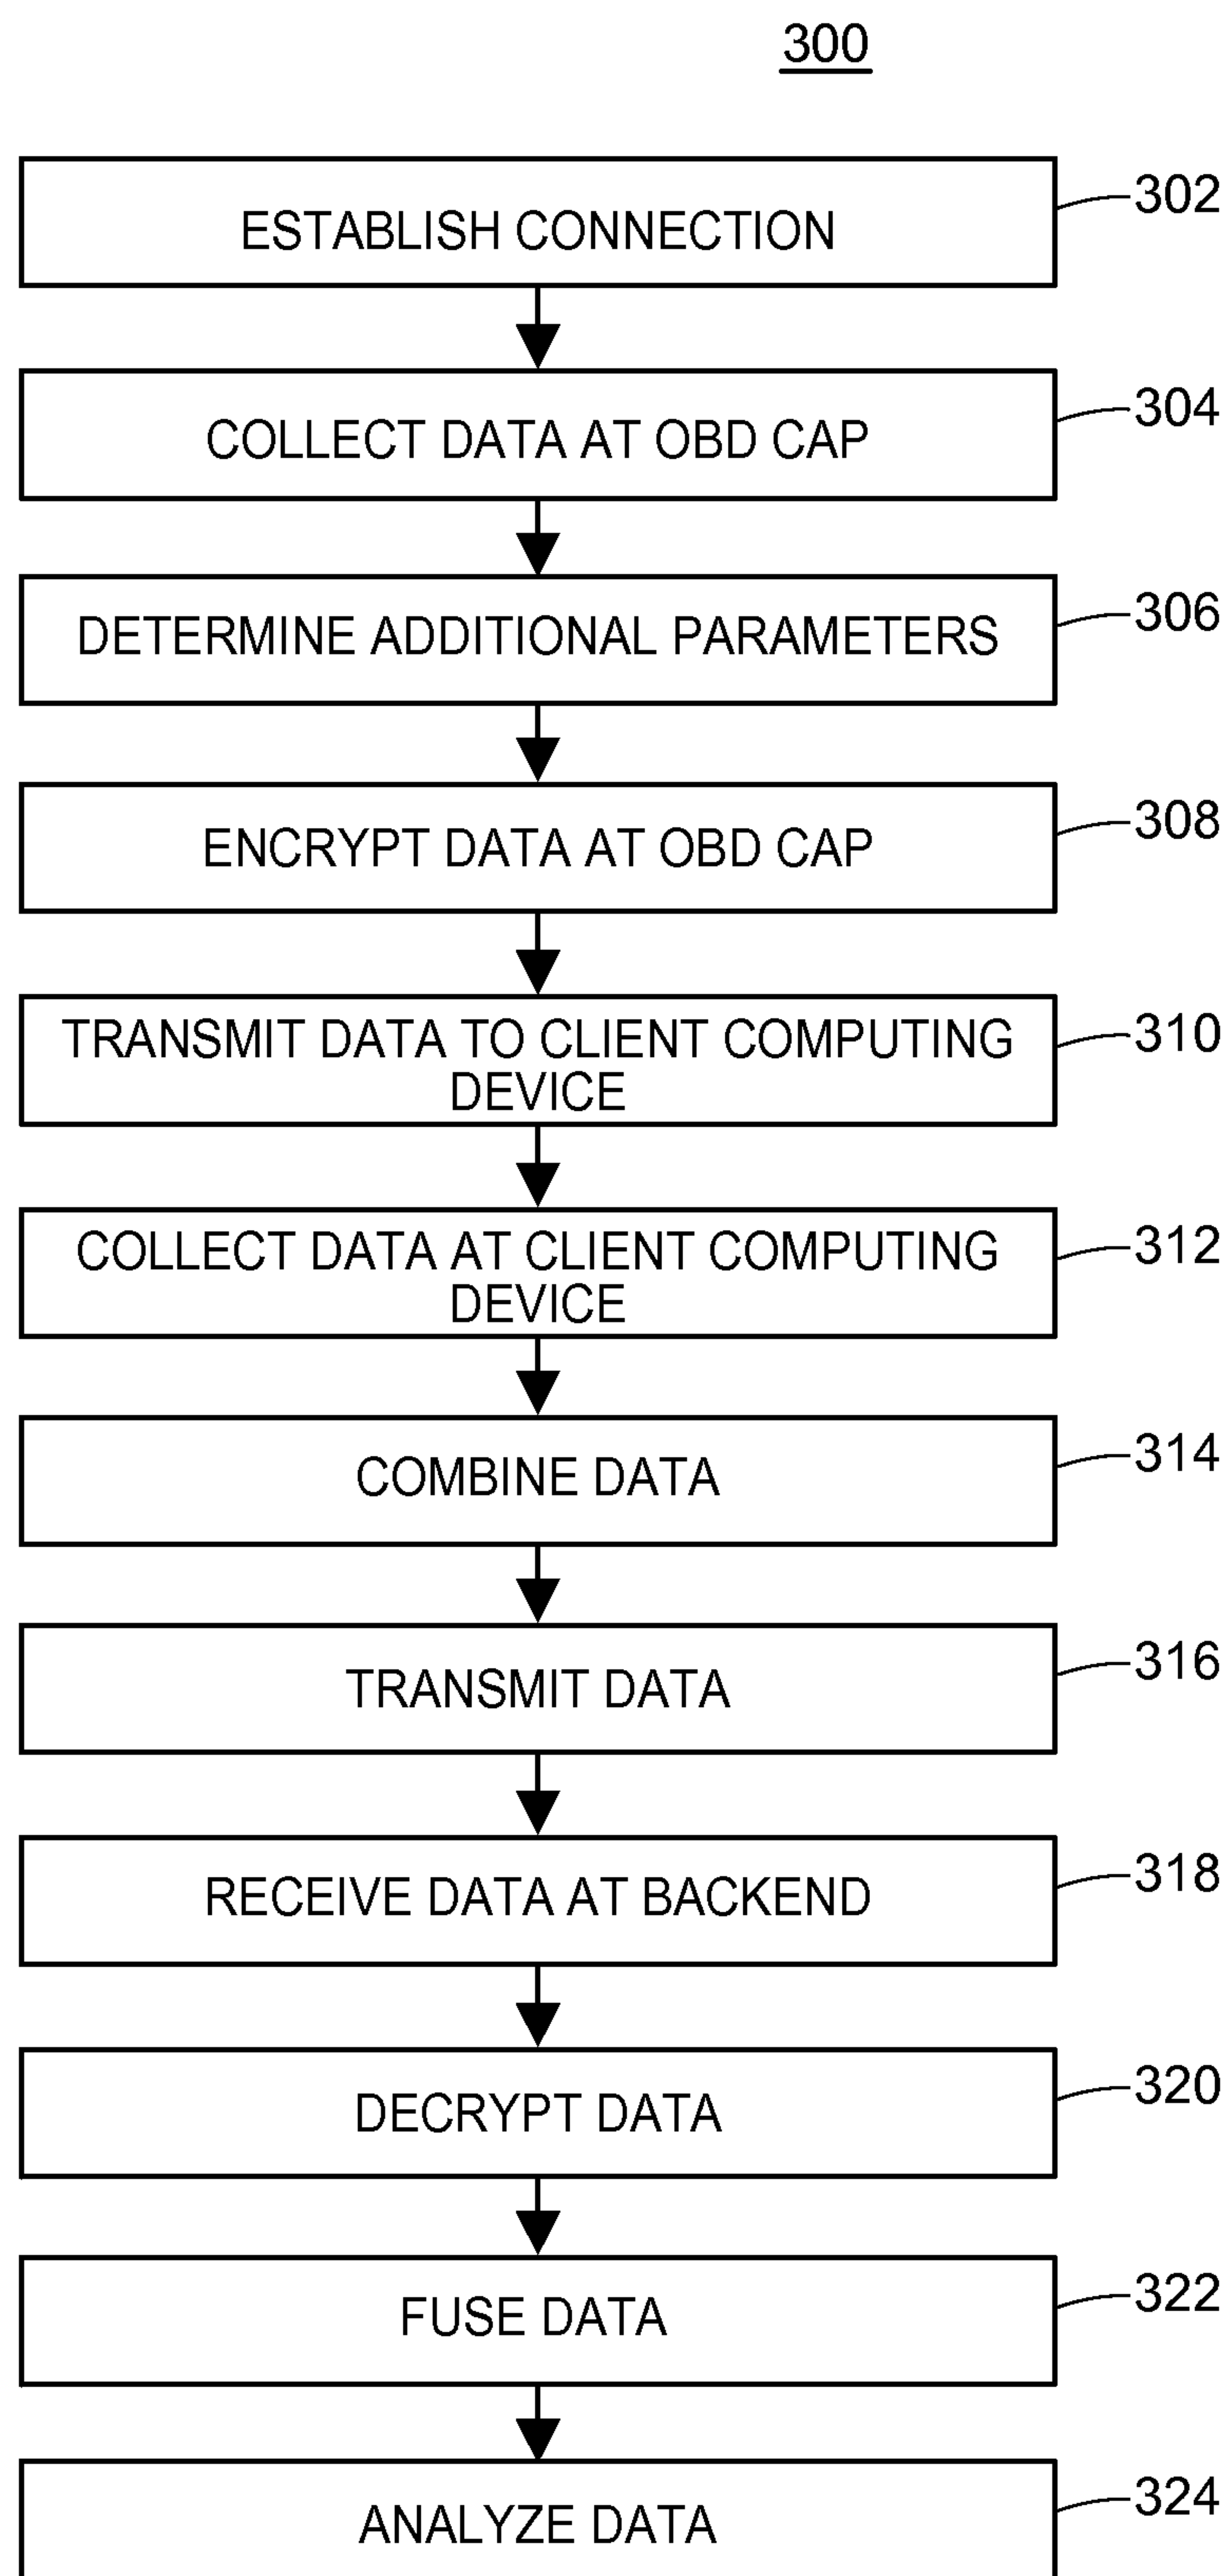 300
ESTABLISH CONNECTION
302
COLLECT DATA AT OBD CAP
304
DETERMINE ADDITIONAL PARAMETERS
306
ENCRYPT DATA AT OBD CAP
308
TRANSMIT DATA TO CLIENT COMPUTING
DEVICE
310
COLLECT DATA AT CLIENT COMPUTING
DEVICE
312
COMBINE DATA
314
TRANSMIT DATA
316
RECEIVE DATA AT BACKEND
318
DECRYPT DATA
320
FUSE DATA
322
ANALYZE DATA
324